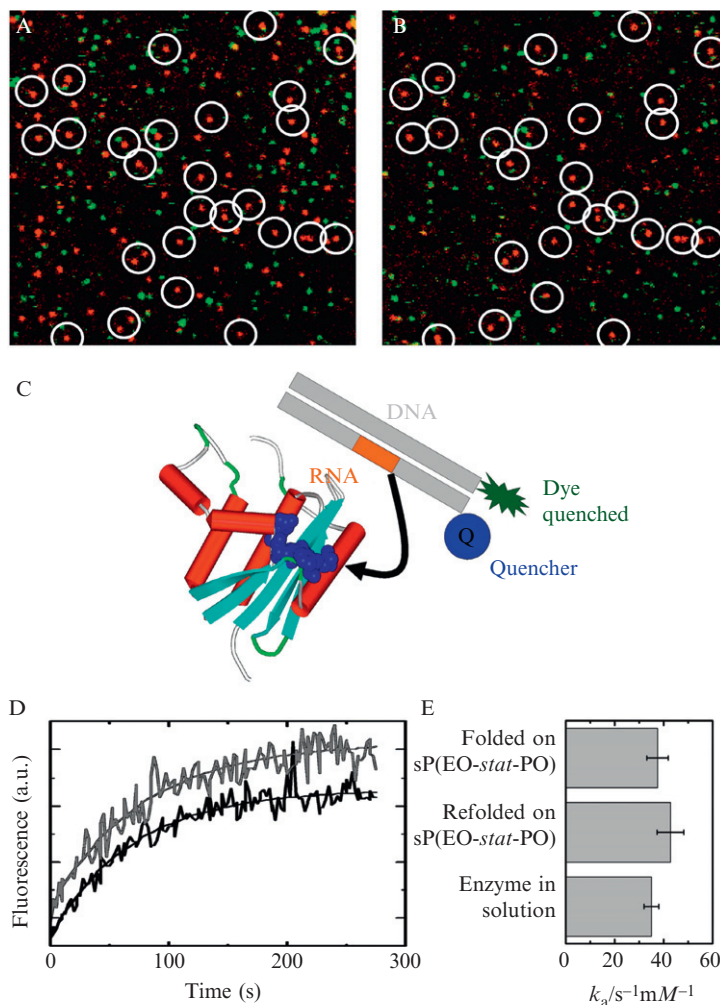 A
B
C
DNA
RNA
Dye
quenched
Q
Quencher
D
Fluorescence (a.u.)
0
100
200
300
Time (s)
E
Folded on
sP(EO-stat-PO)
Refolded on
sP(EO-stat-PO)
Enzyme in
solution
0
20
40
60
kₐ/s⁻¹mM⁻¹